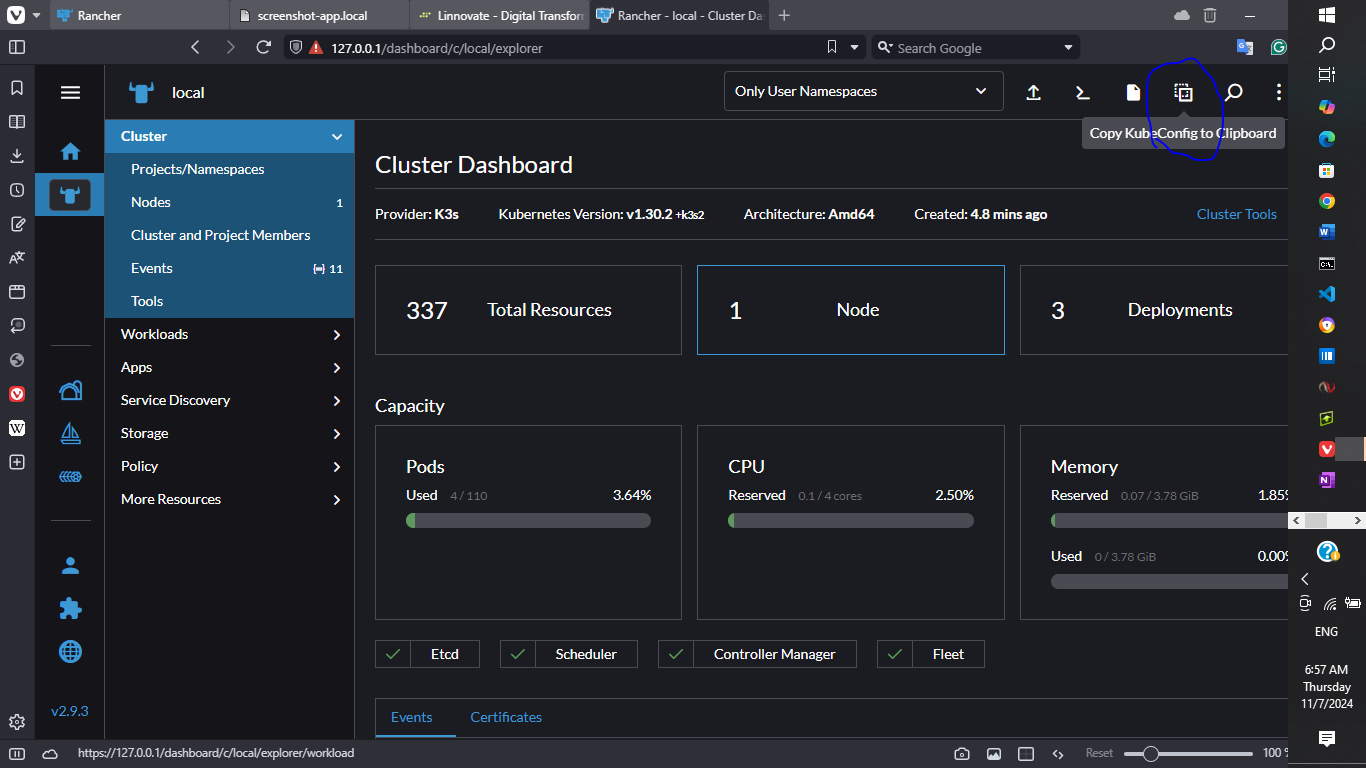 Rancher
screenshot-app.local
Linnovate - Digital Transfor
Rancher - local - Cluster Da
127.0.0.1/dashboard/c/local/explorer
Search Google
local
Only User Namespaces
Copy KubeConfig to Clipboard
Cluster
Projects/Namespaces
Nodes 1
Cluster and Project Members
Events 11
Tools
Workloads
Apps
Service Discovery
Storage
Policy
More Resources
v2.9.3
Cluster Dashboard
Provider: K3s Kubernetes Version: v1.30.2 +k3s2 Architecture: Amd64 Created: 4.8 mins ago Cluster Tools
337 Total Resources
1 Node
3 Deployments
Capacity
Pods
Used 4 / 110 3.64%
CPU
Reserved 0.1 / 4 cores 2.50%
Memory
Reserved 0.07 / 3.78 GiB 1.85%
Used 0 / 3.78 GiB 0.00%
Etcd
Scheduler
Controller Manager
Fleet
Events Certificates
https://127.0.0.1/dashboard/c/local/explorer/workload
Reset 100 %
ENG
6:57 AM
Thursday
11/7/2024